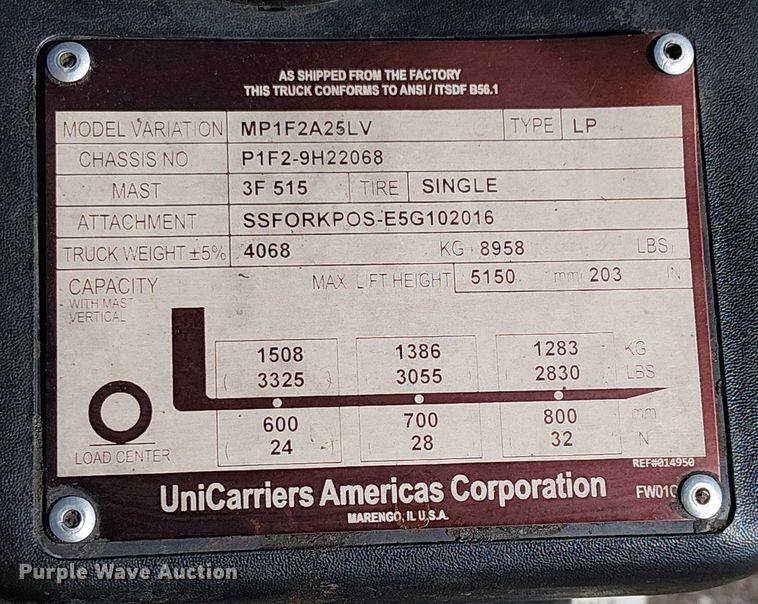 AS SHIPPED FROM THE FACTORY
THIS TRUCK CONFORMS TO ANSI / ITSDF B56.1
MODEL VARIATION MP1F2A25LV TYPE LP
CHASSIS NO. P1F2-9H22068
MAST 3F 515 TIRE SINGLE
ATTACHMENT SSFORKPOS-E5G102016
TRUCK WEIGHT ±5% 4068 KG 8958 LBS
CAPACITY MAX. LIFT HEIGHT 5150 mm 203 IN
WITH MAST
VERTICAL
1508 1386 1283 KG
( 3325 ) ( 3055 ) ( 2830 ) LBS
600 700 800 mm
( 24 ) ( 28 ) ( 32 ) IN
LOAD CENTER
REF#014950
UniCarriers Americas Corporation
MARENGO, IL U.S.A.
Purple Wave Auction